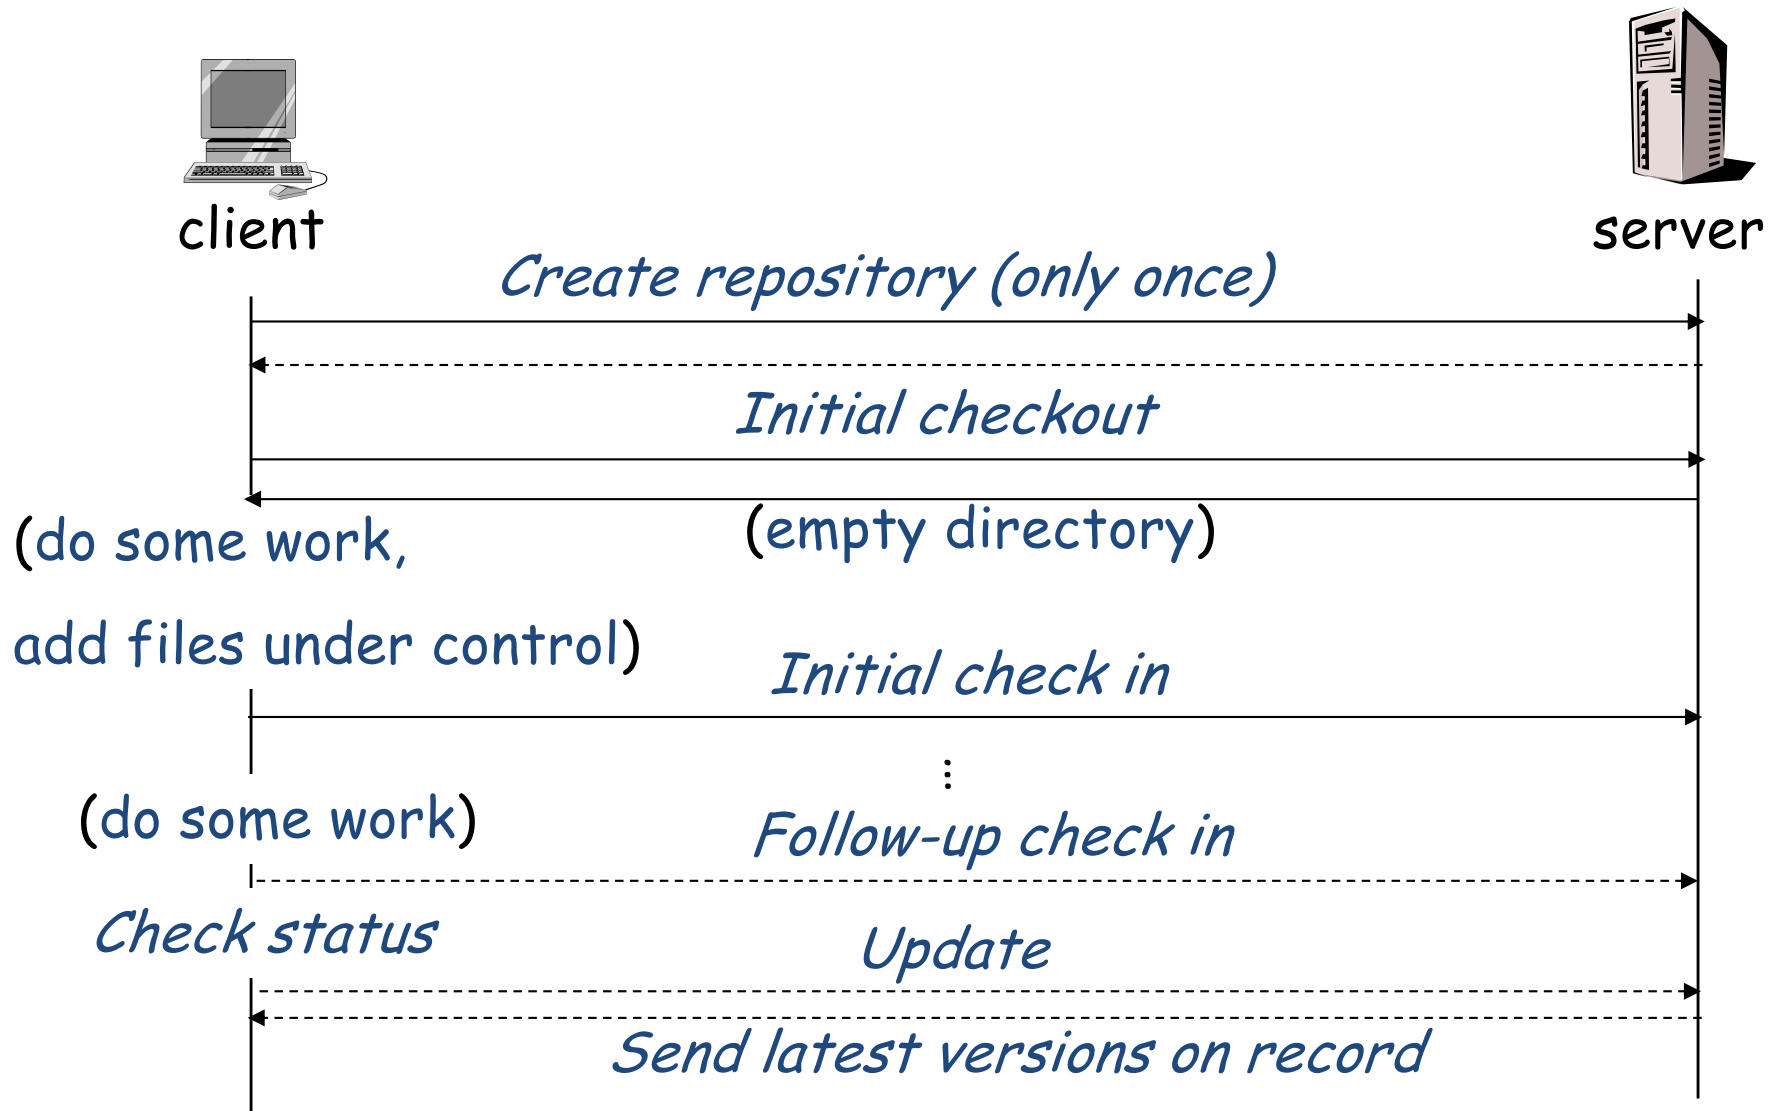 client
server
Create repository (only once)
Initial checkout
(empty directory)
(do some work,
add files under control)
Initial check in
(do some work)
Follow-up check in
Check status
Update
Send latest versions on record